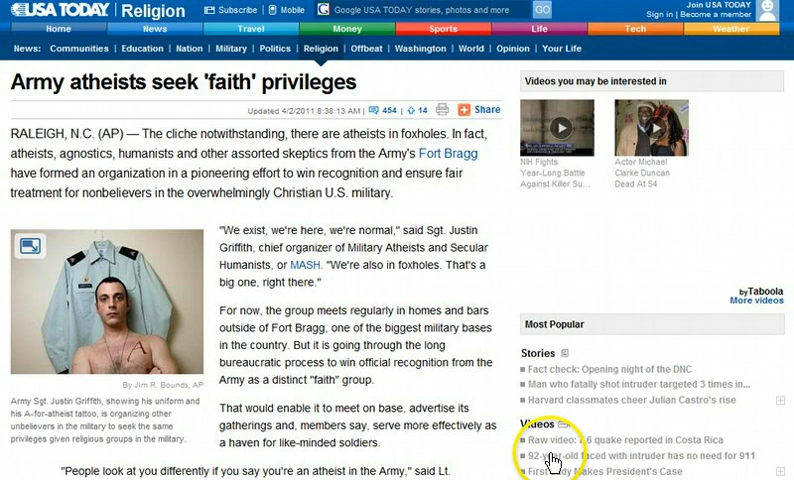 USA TODAY Religion
Subscribe Mobile Google USA TODAY stories, photos and more GO
Join USA TODAY
Sign in | Become a member
Home News Travel Money Sports Life Tech Weather
News: Communities Education Nation Military Politics Religion Offbeat Washington World Opinion Your Life
Army atheists seek 'faith' privileges
Updated 4/2/2011 8:38:13 AM | 454 | 14 Share
RALEIGH, N.C. (AP) — The cliche notwithstanding, there are atheists in foxholes. In fact,
atheists, agnostics, humanists and other assorted skeptics from the Army's Fort Bragg
have formed an organization in a pioneering effort to win recognition and ensure fair
treatment for nonbelievers in the overwhelmingly Christian U.S. military.
By Jim R. Bounds, AP
Army Sgt. Justin Griffith, showing his uniform and
his A-for-atheist tattoo, is organizing other
unbelievers in the military to seek the same
privileges given religious groups in the military.
"We exist, we're here, we're normal," said Sgt. Justin
Griffith, chief organizer of Military Atheists and Secular
Humanists, or MASH. "We're also in foxholes. That's a
big one, right there."
For now, the group meets regularly in homes and bars
outside of Fort Bragg, one of the biggest military bases
in the country. But it is going through the long
bureaucratic process to win official recognition from the
Army as a distinct "faith" group.
That would enable it to meet on base, advertise its
gatherings and, members say, serve more effectively as
a haven for like-minded soldiers.
"People look at you differently if you say you're an atheist in the Army," said Lt.
Videos you may be interested in
NIH Fights
Year-Long Battle
Against Killer Su...
Actor Michael
Clarke Duncan
Dead At 54
by Taboola
More videos
Most Popular
Stories
Fact check: Opening night of the DNC
Man who fatally shot intruder targeted 3 times in...
Harvard classmates cheer Julian Castro's rise
Videos
Raw video: 7.6 quake reported in Costa Rica
92-year-old faced with intruder has no need for 911
First lady Makes President's Case